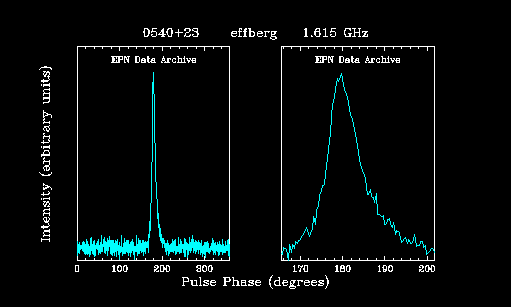 0540+23 effberg 1.615 GHz
EPN Data Archive EPN Data Archive
Intensity (arbitrary units)
0 100 200 300 170 180 190 200
Pulse Phase (degrees)